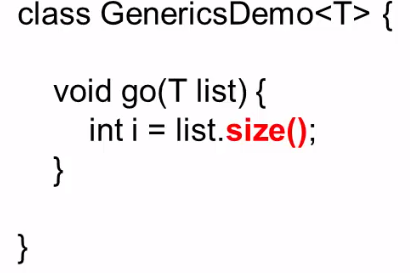 class GenericsDemo<T> {
void go(T list) {
int i = list.size();
}
}